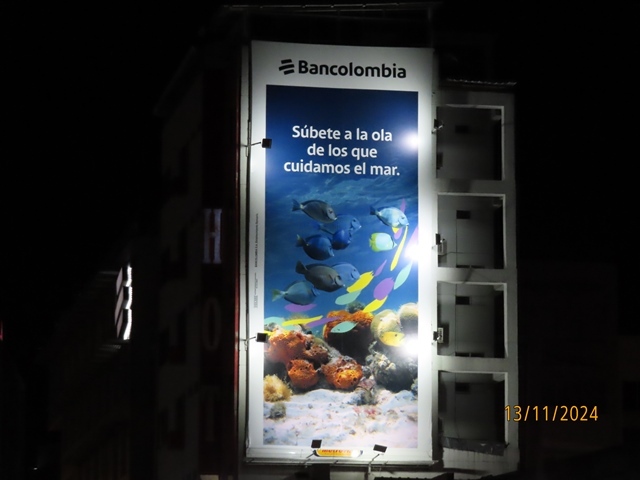 Bancolombia
Súbete a la ola
de los que
cuidamos el mar.
H
O
13/11/2024